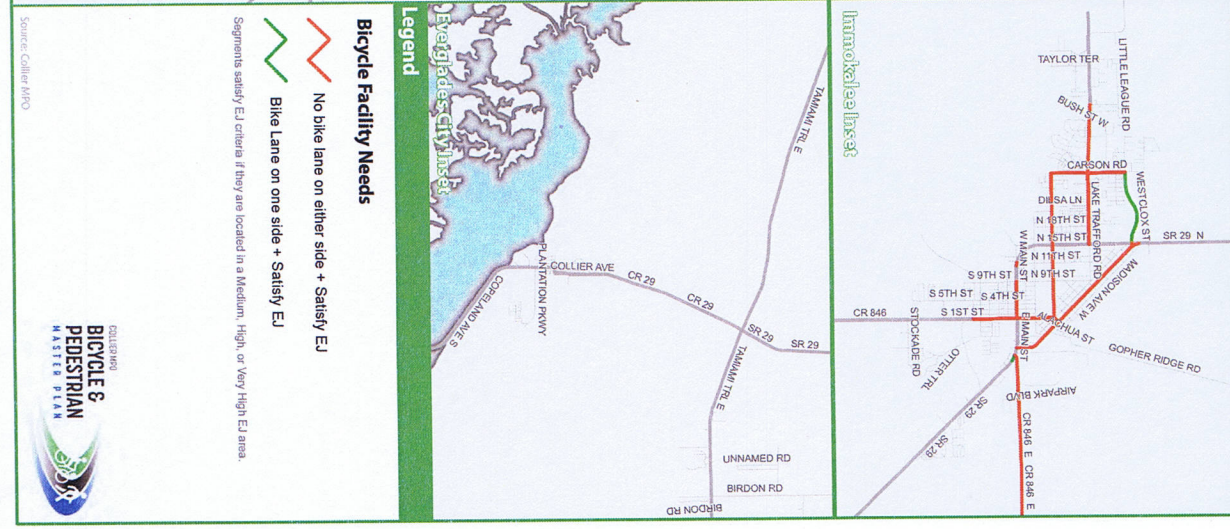 Immokalee Inset
LITTLE LEAGUE RD
TAYLOR TER
BUSH ST W
CARSON RD
WESTCLOX ST
LAKE TRAFFORD RD
DILSA LN
N 18TH ST
N 15TH ST
N 11TH ST
N 9TH ST
SR 29 N
W MAIN ST
S 9TH ST
MADISON AVE W
S 5TH ST
S 4TH ST
S 1ST ST
CR 846
E MAIN ST
ALACHUA ST
GOPHER RIDGE RD
STOCKADE RD
OTTER TRL
AIRPARK BLVD
SR 29
SR 29
CR 846 E
CR 846 E
Everglades City Inset
TAMIAMI TRL E
PLANTATION PKWY
COLLIER AVE
COPELAND AVE S
CR 29
CR 29
SR 29
SR 29
TAMIAMI TRL E
UNNAMED RD
BIRDON RD
BIRDON RD
Legend
Bicycle Facility Needs
No bike lane on either side + Satisfy EJ
Bike Lane on one side + Satisfy EJ
Segments satisfy EJ criteria if they are located in a Medium, High, or Very High EJ area.
COLLIER MPO
BICYCLE &
PEDESTRIAN
MASTER PLAN
Source: Collier MPO